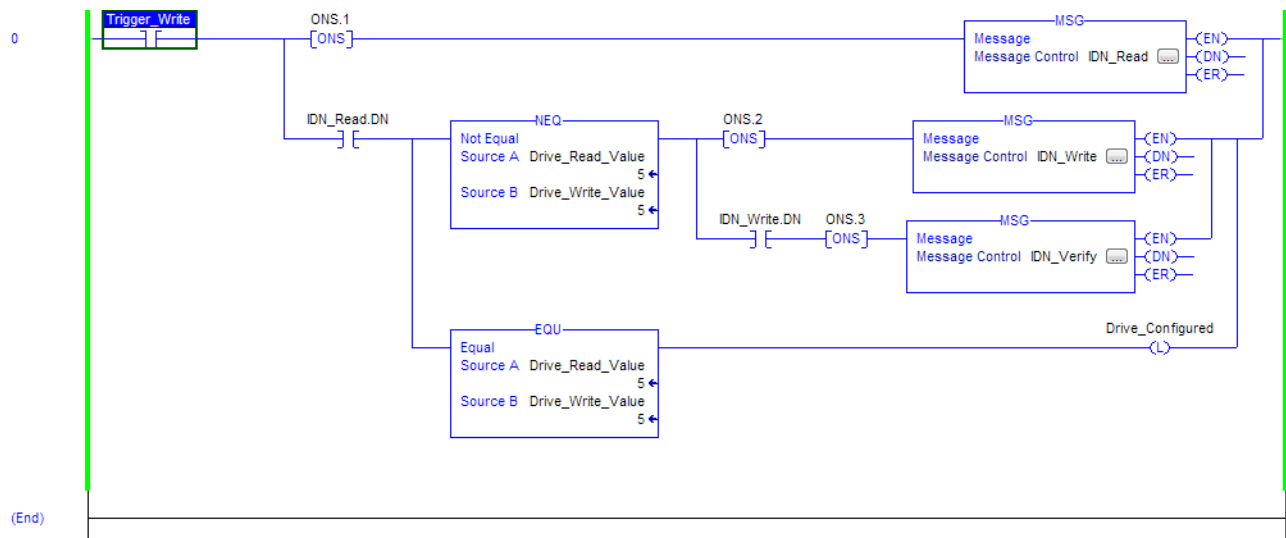 Trigger_Write
ONS.1
MSG
0
ONS
Message
EN
Message Control IDN_Read ...
DN
ER
IDN_Read.DN
NEQ
ONS.2
MSG
Not Equal
ONS
Message
EN
Source A Drive_Read_Value
Message Control IDN_Write ...
DN
5
ER
Source B Drive_Write_Value
5
IDN_Write.DN
ONS.3
MSG
ONS
Message
EN
Message Control IDN_Verify ...
DN
ER
EQU
Drive_Configured
Equal
L
Source A Drive_Read_Value
5
Source B Drive_Write_Value
5
(End)